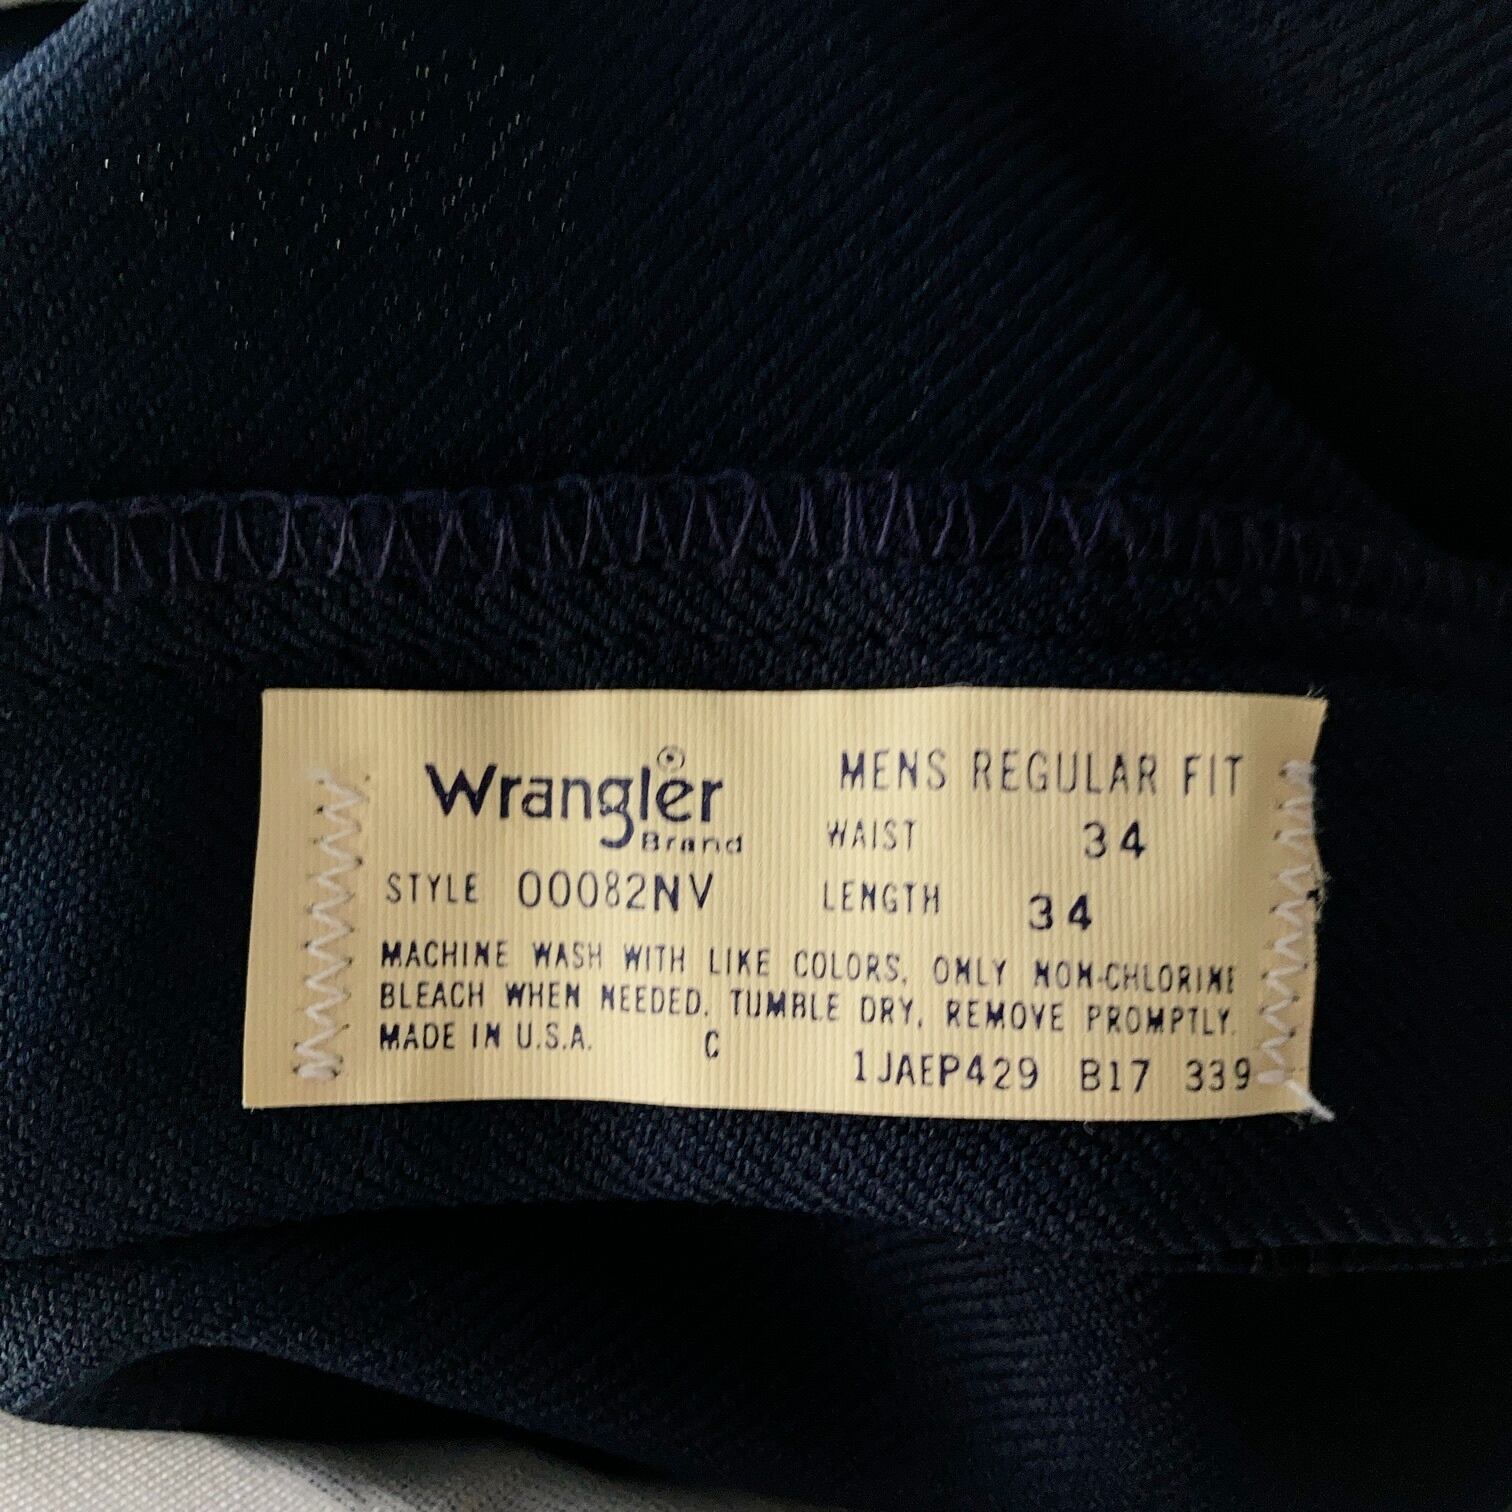 Wrangler®
Brand
MENS REGULAR FIT
WAIST 34
STYLE 00082NV
LENGTH 34
MACHINE WASH WITH LIKE COLORS, ONLY NON-CHLORINE
BLEACH WHEN NEEDED. TUMBLE DRY, REMOVE PROMPTLY.
MADE IN U.S.A. C
1JAEP429 B17 339